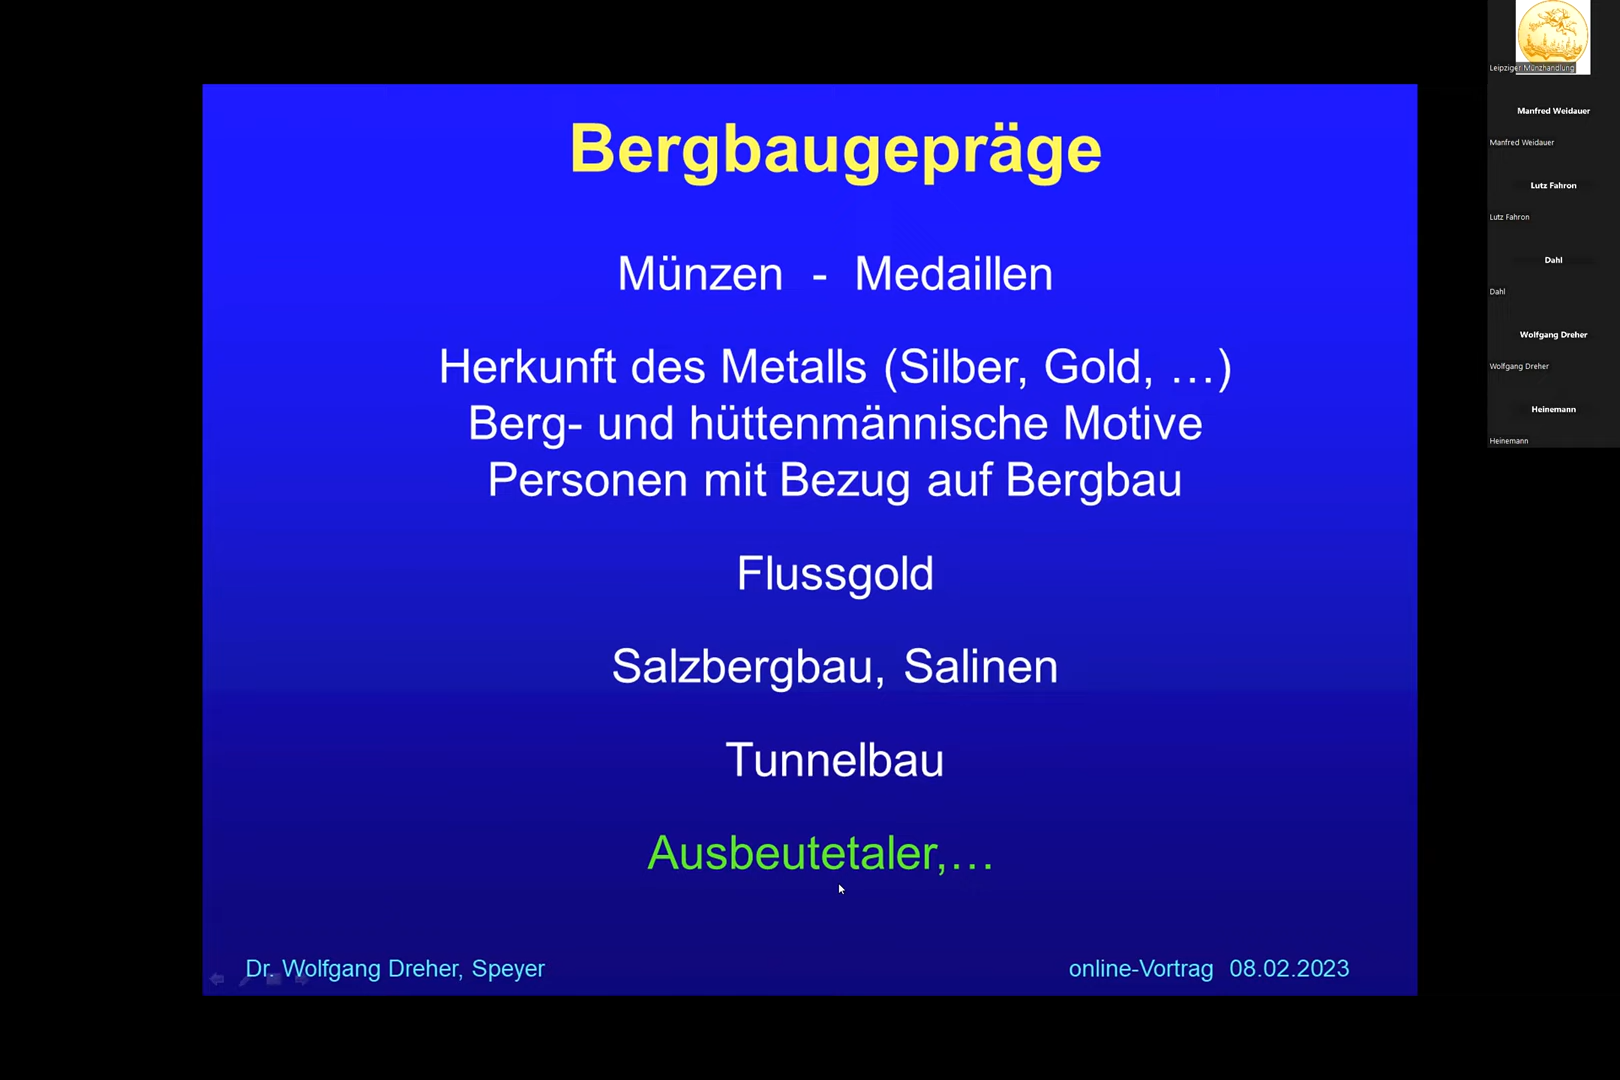 Bergbaugepräge
Münzen - Medaillen
Herkunft des Metalls (Silber, Gold, …)
Berg- und hüttenmännische Motive
Personen mit Bezug auf Bergbau
Flussgold
Salzbergbau, Salinen
Tunnelbau
Ausbeutetaler,…
Dr. Wolfgang Dreher, Speyer
online-Vortrag 08.02.2023
Leipziger Münzhandlung
Manfred Weidauer
Manfred Weidauer
Lutz Fahron
Lutz Fahron
Dahl
Dahl
Wolfgang Dreher
Wolfgang Dreher
Heinemann
Heinemann